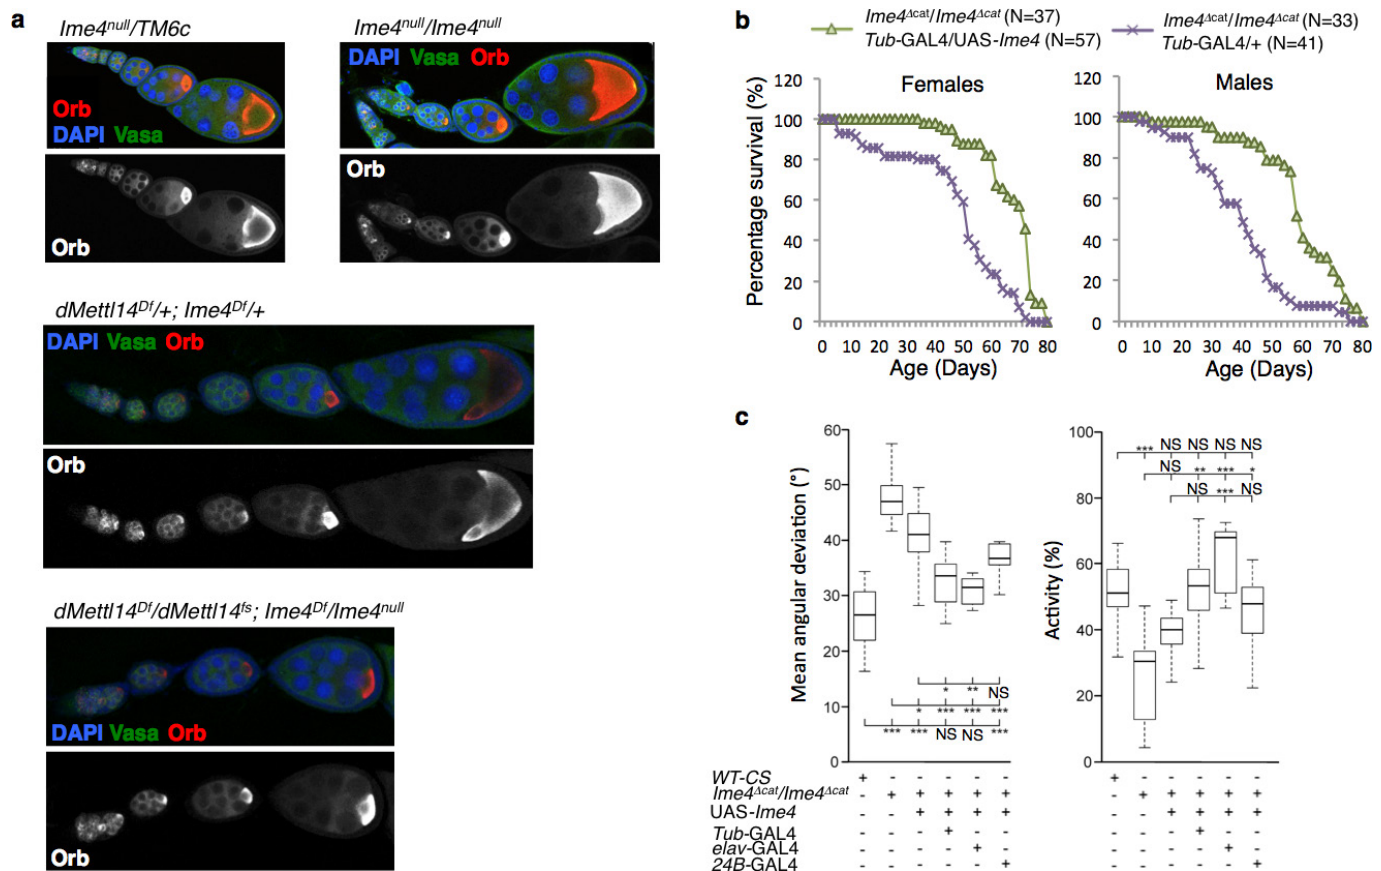 a
Ime4null/TM6c
Orb
DAPI Vasa
Orb
Ime4null/Ime4null
DAPI Vasa Orb
Orb
dMettl14Df/+; Ime4Df/+
DAPI Vasa Orb
Orb
dMettl14Df/dMettl14fs; Ime4Df/Ime4null
DAPI Vasa Orb
Orb
b
Ime4Δcat/Ime4Δcat (N=37)
Tub-GAL4/UAS-Ime4 (N=57)
Ime4Δcat/Ime4Δcat (N=33)
Tub-GAL4/+ (N=41)
Females
Percentage survival (%)
120
100
80
60
40
20
0
0 10 20 30 40 50 60 70 80
Age (Days)
Males
120
100
80
60
40
20
0
0 10 20 30 40 50 60 70 80
Age (Days)
c
Mean angular deviation (°)
60
50
40
30
20
10
0
* ** NS
* *** *** ***
*** *** NS NS ***
Activity (%)
100
80
60
40
20
0
*** NS NS NS NS
NS ** *** *
NS *** NS
WT-CS + - - - - - + - - - - -
Ime4Δcat/Ime4Δcat - + + + + + - + + + + +
UAS-Ime4 - - + + + + - - + + + +
Tub-GAL4 - - - + - - - - - + - -
elav-GAL4 - - - - + - - - - - + -
24B-GAL4 - - - - - + - - - - - +